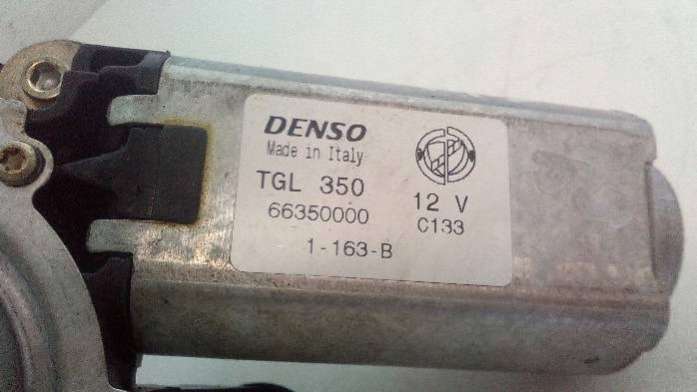 DENSO
Made in Italy
TGL 350
12 V
66350000
C133
1-163-B